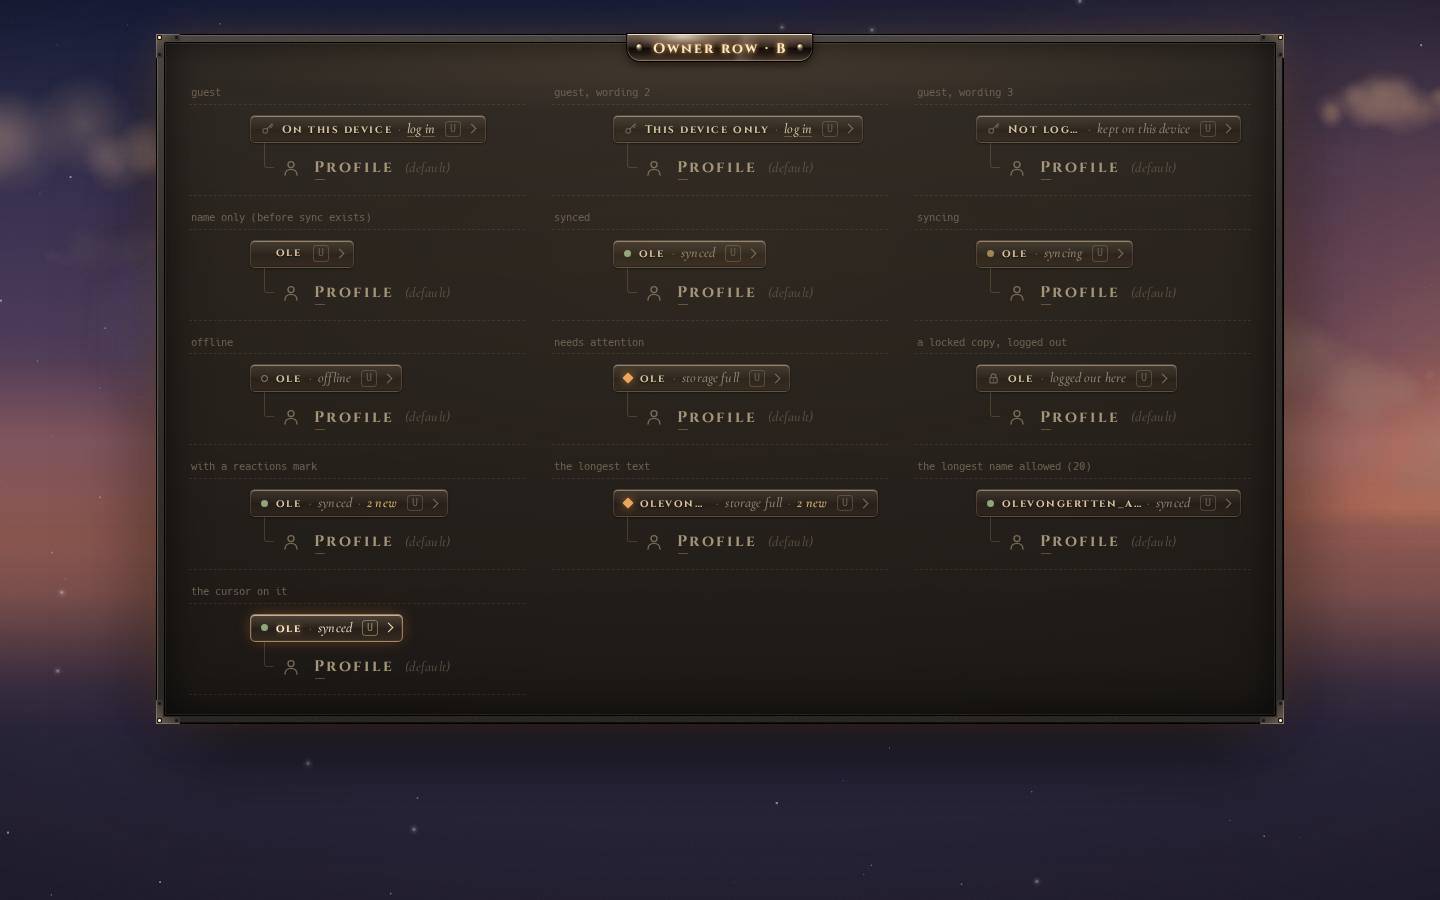 OWNER ROW · B
guest
guest, wording 2
guest, wording 3
ON THIS DEVICE · log in U
THIS DEVICE ONLY · log in U
NOT LOG… · kept on this device U
PROFILE (default)
PROFILE (default)
PROFILE (default)
name only (before sync exists)
synced
syncing
OLE U
OLE · synced U
OLE · syncing U
PROFILE (default)
PROFILE (default)
PROFILE (default)
offline
needs attention
a locked copy, logged out
OLE · offline U
OLE · storage full U
OLE · logged out here U
PROFILE (default)
PROFILE (default)
PROFILE (default)
with a reactions mark
the longest text
the longest name allowed (20)
OLE · synced · 2 new U
OLEVON… · storage full · 2 new U
OLEVONGERTTEN_A… · synced U
PROFILE (default)
PROFILE (default)
PROFILE (default)
the cursor on it
OLE · synced U
PROFILE (default)